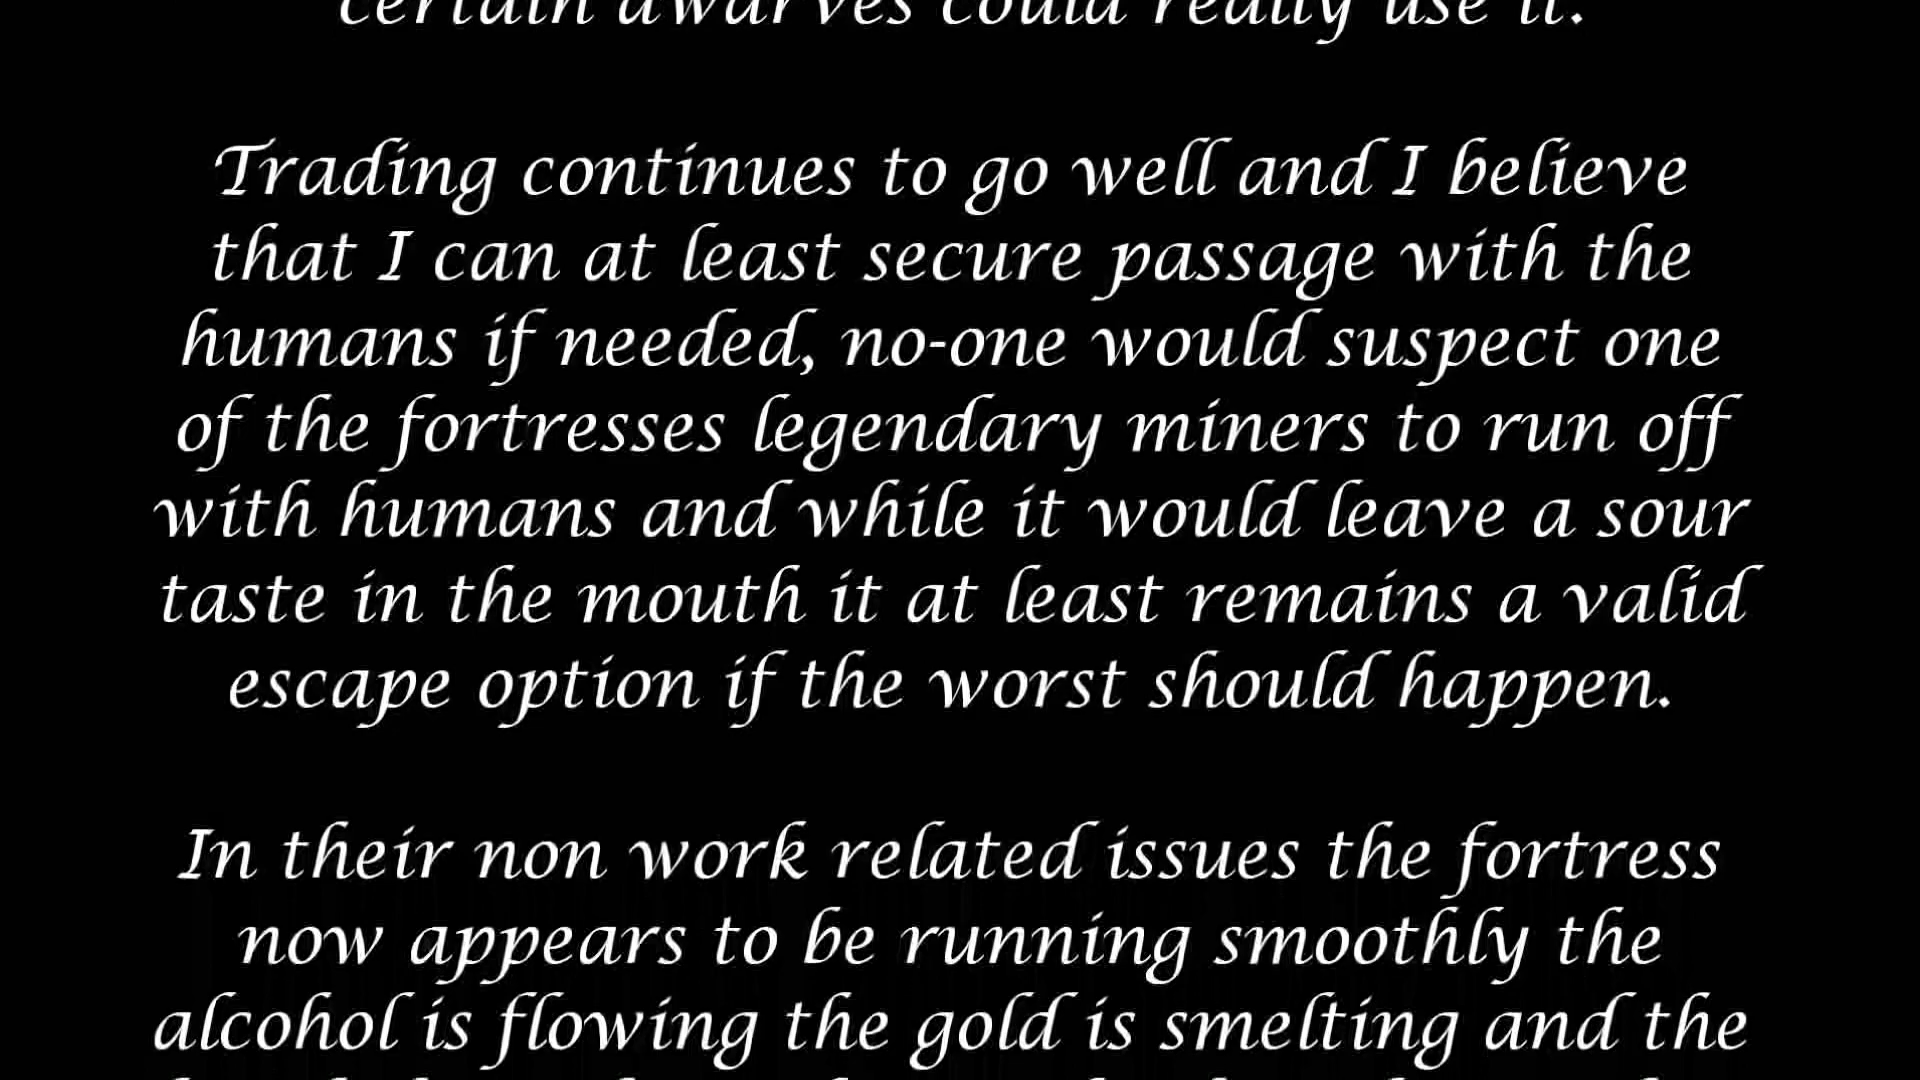 certain dwarves could really use it.
Trading continues to go well and I believe
that I can at least secure passage with the
humans if needed, no-one would suspect one
of the fortresses legendary miners to run off
with humans and while it would leave a sour
taste in the mouth it at least remains a valid
escape option if the worst should happen.
In their non work related issues the fortress
now appears to be running smoothly the
alcohol is flowing the gold is smelting and the